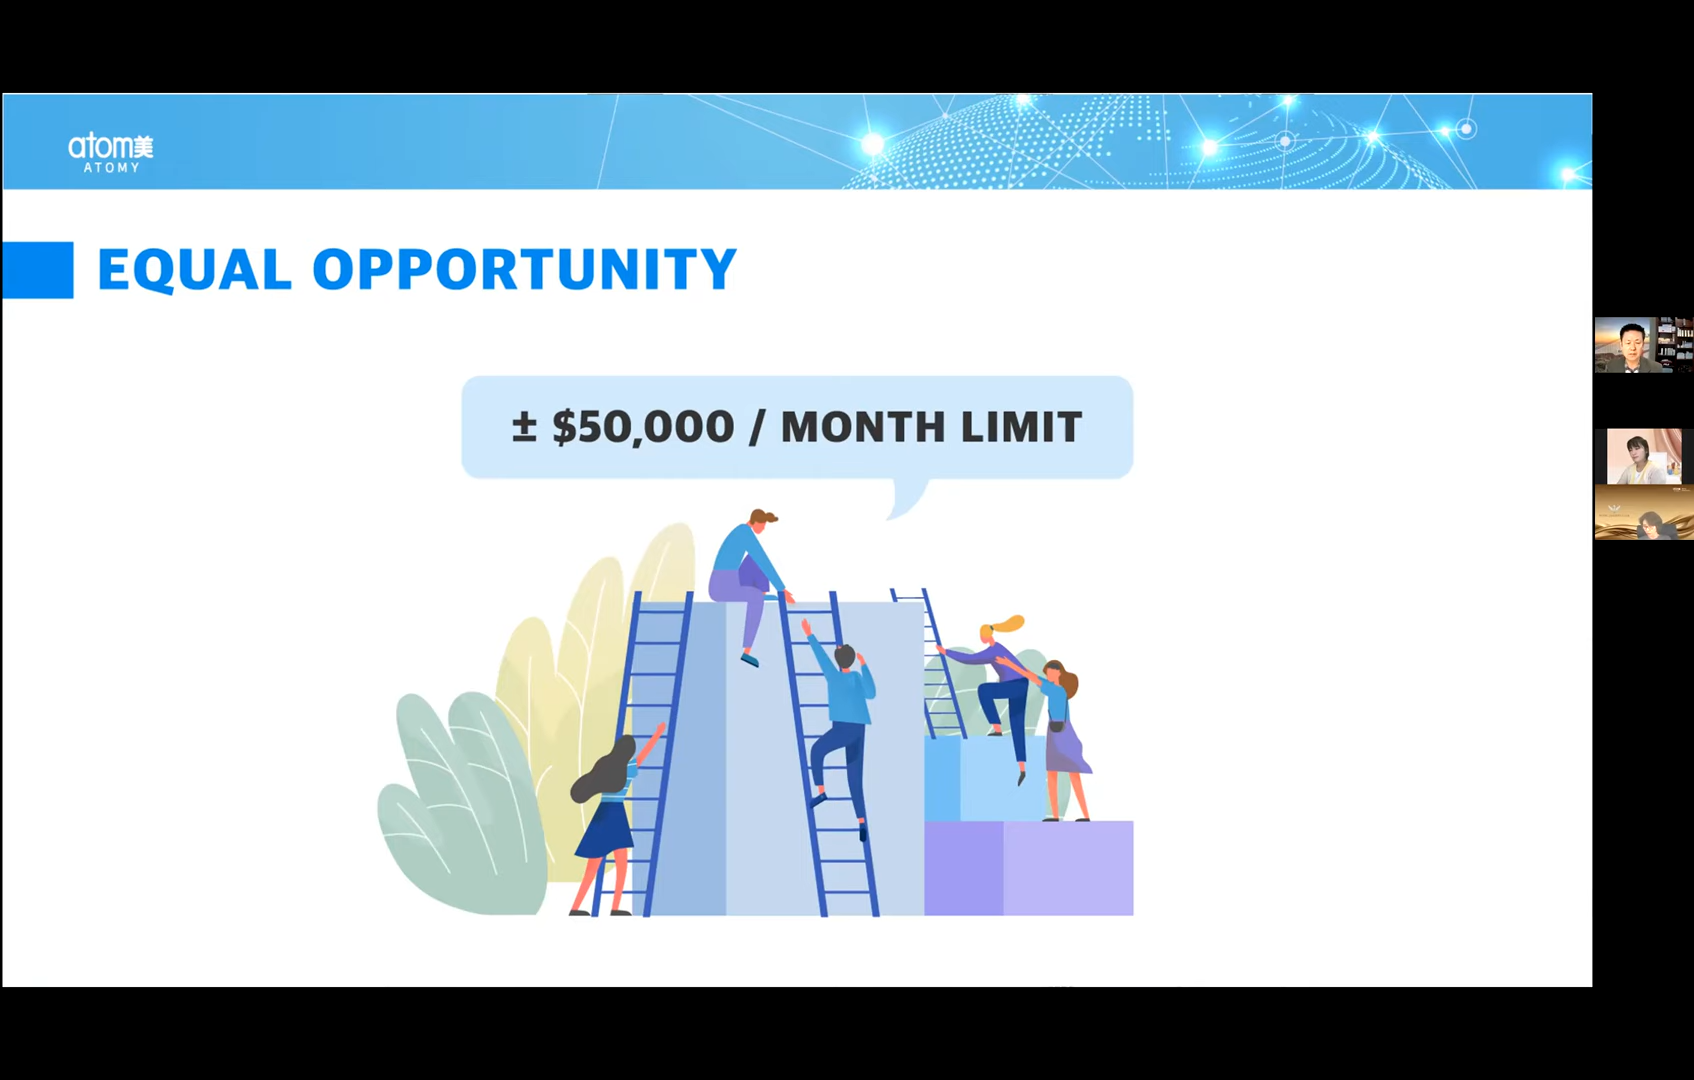 atom美
ATOMY
EQUAL OPPORTUNITY
± $50,000 / MONTH LIMIT